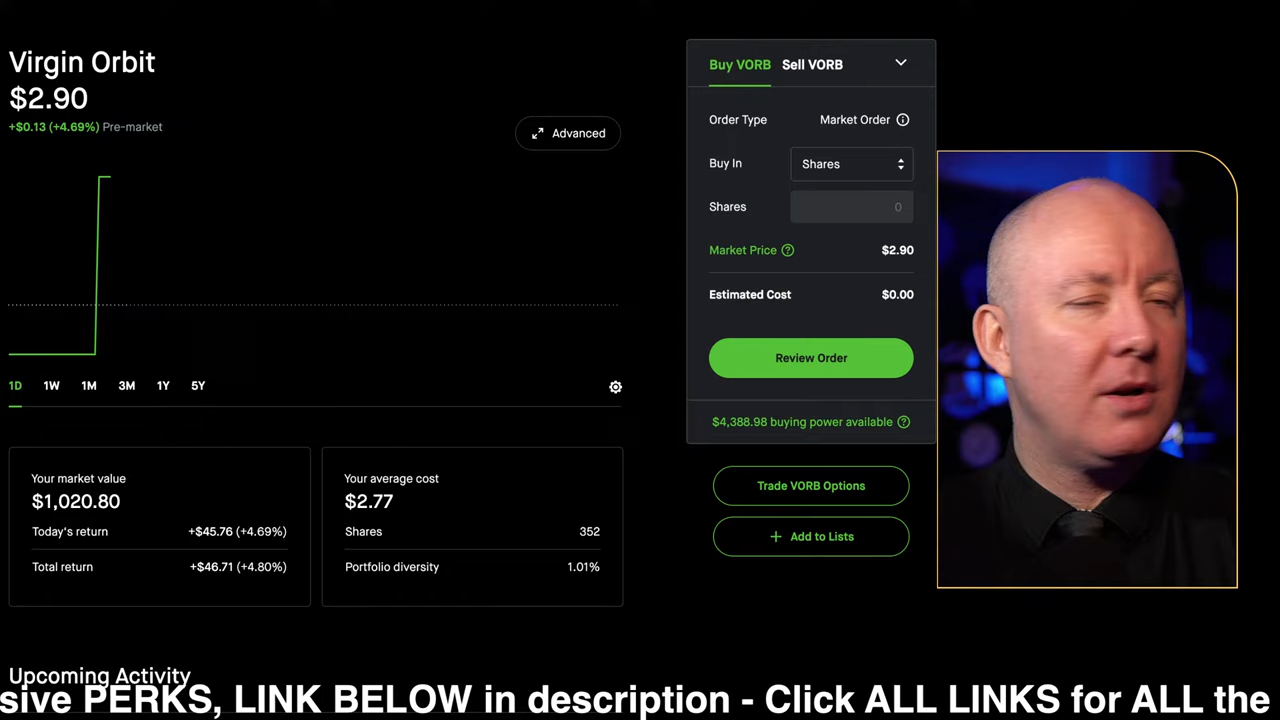 Virgin Orbit
$2.90
+$0.13 (+4.69%) Pre-market
Advanced
1D 1W 1M 3M 1Y 5Y
Your market value
$1,020.80
Today's return +$45.76 (+4.69%)
Total return +$46.71 (+4.80%)
Your average cost
$2.77
Shares 352
Portfolio diversity 1.01%
Upcoming Activity
Buy VORB Sell VORB
Order Type Market Order
Buy In Shares
Shares 0
Market Price $2.90
Estimated Cost $0.00
Review Order
$4,388.98 buying power available
Trade VORB Options
+ Add to Lists
sive PERKS, LINK BELOW in description - Click ALL LINKS for ALL the